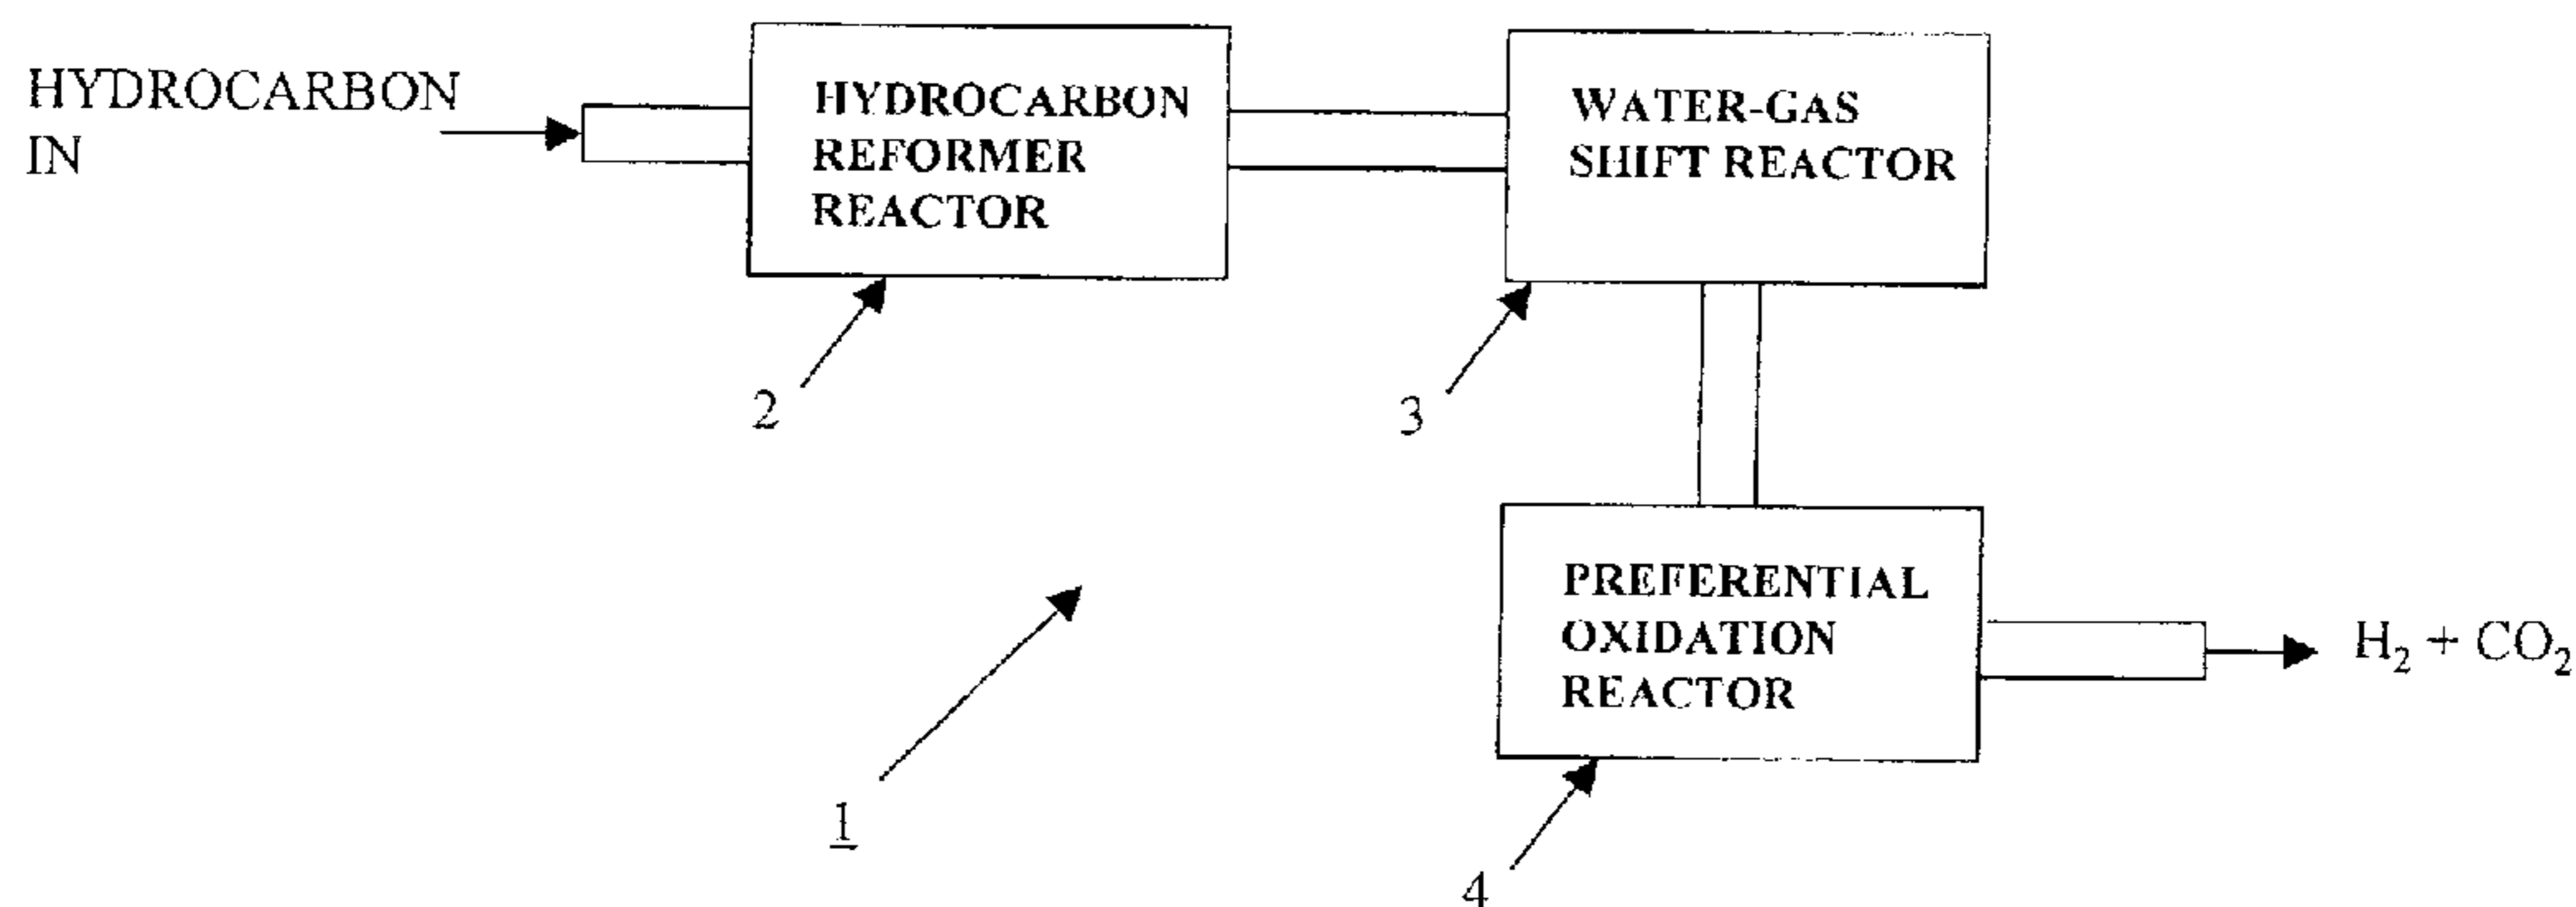 HYDROCARBON
IN
HYDROCARBON
REFORMER
REACTOR
WATER-GAS
SHIFT REACTOR
2
3
PREFERENTIAL
OXIDATION
REACTOR
H₂ + CO₂
1
4